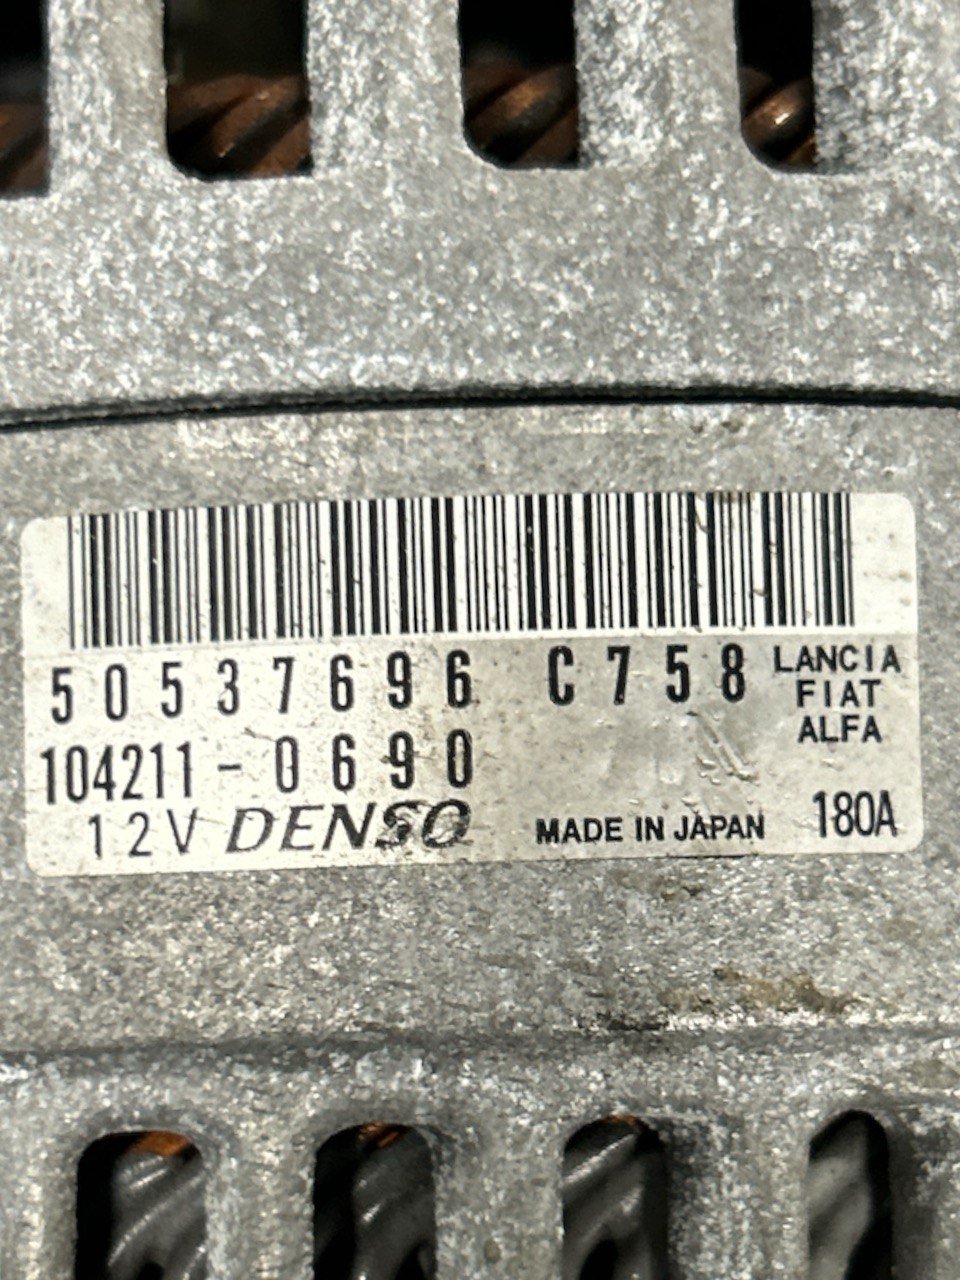 50537696 C758
LANCIA
FIAT
ALFA
104211-0690
12V DENSO MADE IN JAPAN 180A